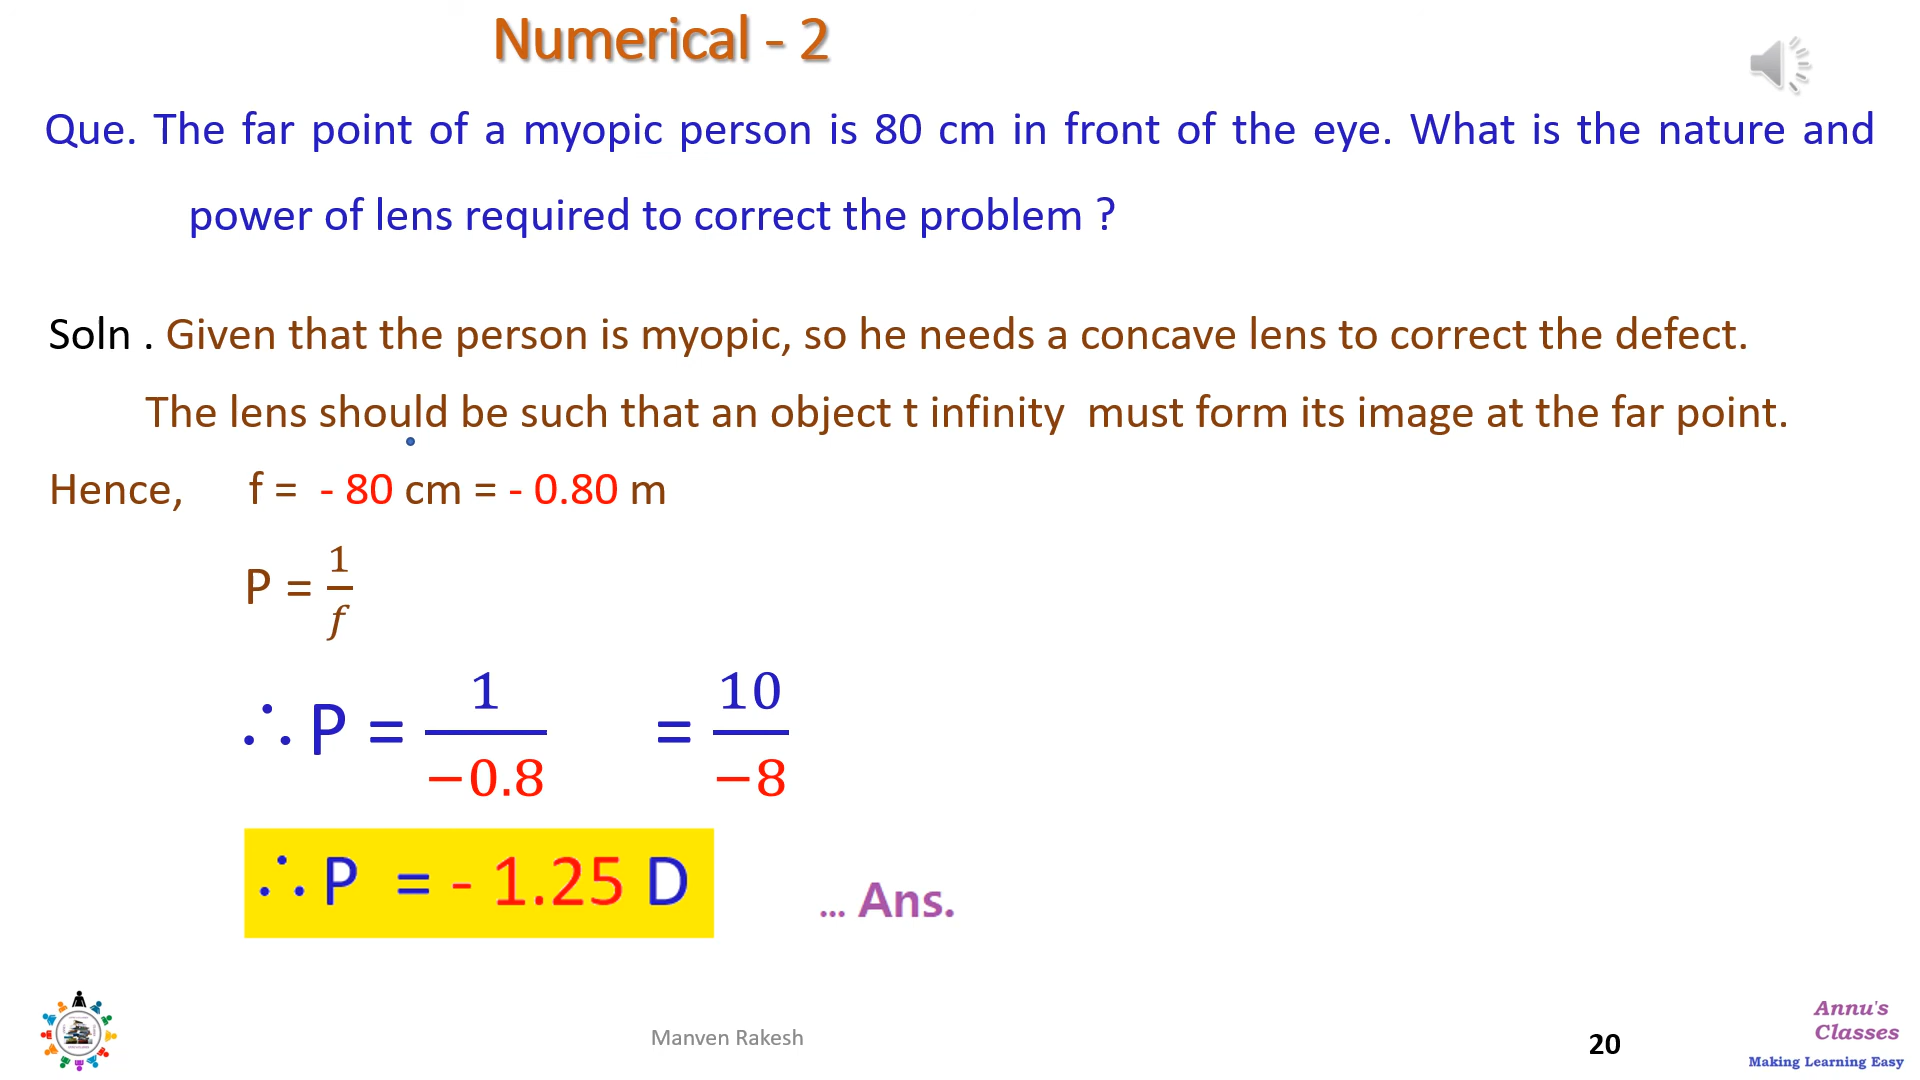 Numerical - 2
Que. The far point of a myopic person is 80 cm in front of the eye. What is the nature and
power of lens required to correct the problem ?
Soln . Given that the person is myopic, so he needs a concave lens to correct the defect.
The lens should be such that an object t infinity must form its image at the far point.
Hence, f = - 80 cm = - 0.80 m
P = 1/f
∴ P = 1/−0.8 = 10/−8
∴ P = - 1.25 D
... Ans.
Manven Rakesh
20
Annu's
Classes
Making Learning Easy